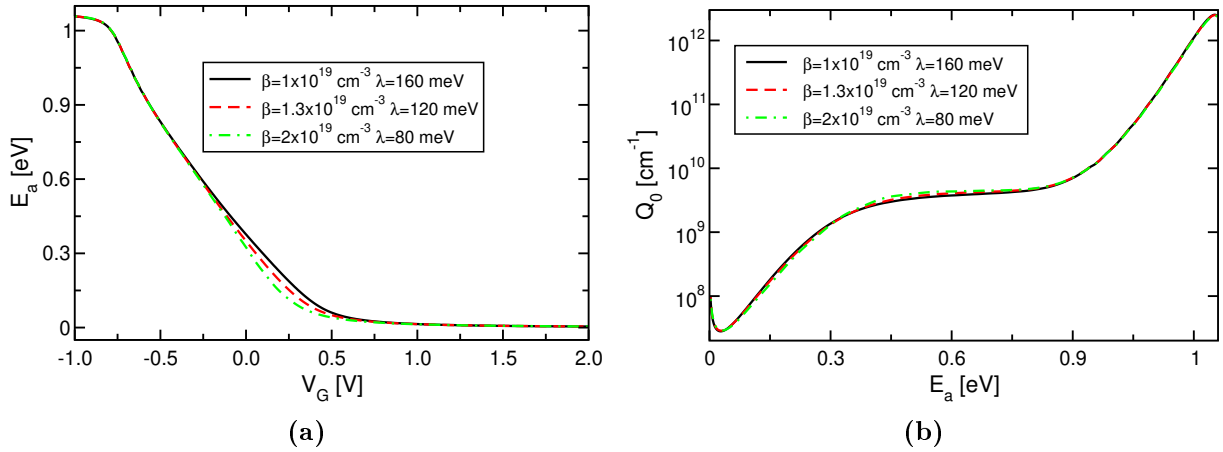 1
0.9
0.6
0.3
0
E_a [eV]
-1.0
-0.5
0.0
0.5
1.0
1.5
2.0
V_G [V]
β=1x10^19 cm^-3 λ=160 meV
β=1.3x10^19 cm^-3 λ=120 meV
β=2x10^19 cm^-3 λ=80 meV
(a)
10^12
10^11
10^10
10^9
10^8
Q_0 [cm^-1]
0
0.3
0.6
0.9
1
E_a [eV]
β=1x10^19 cm^-3 λ=160 meV
β=1.3x10^19 cm^-3 λ=120 meV
β=2x10^19 cm^-3 λ=80 meV
(b)